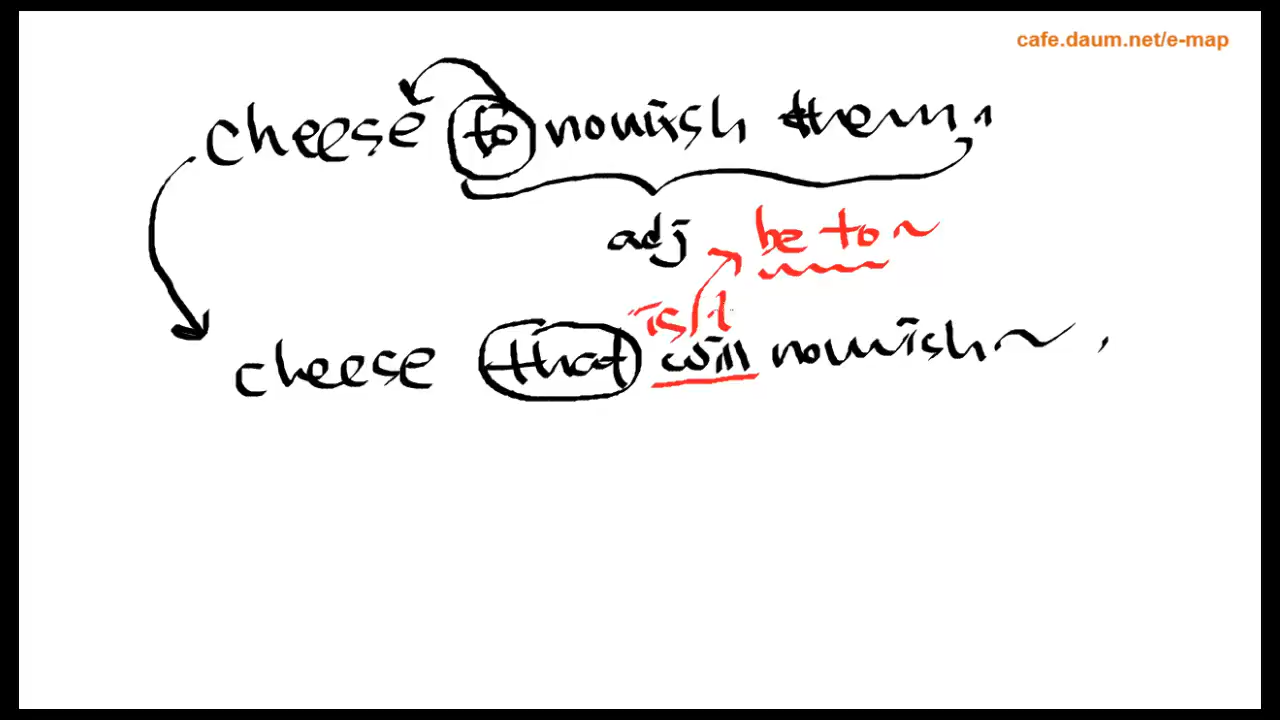 cafe.daum.net/e-map
cheese to nourish them,
adj be to ~
is / t
cheese that will nourish ~ ,